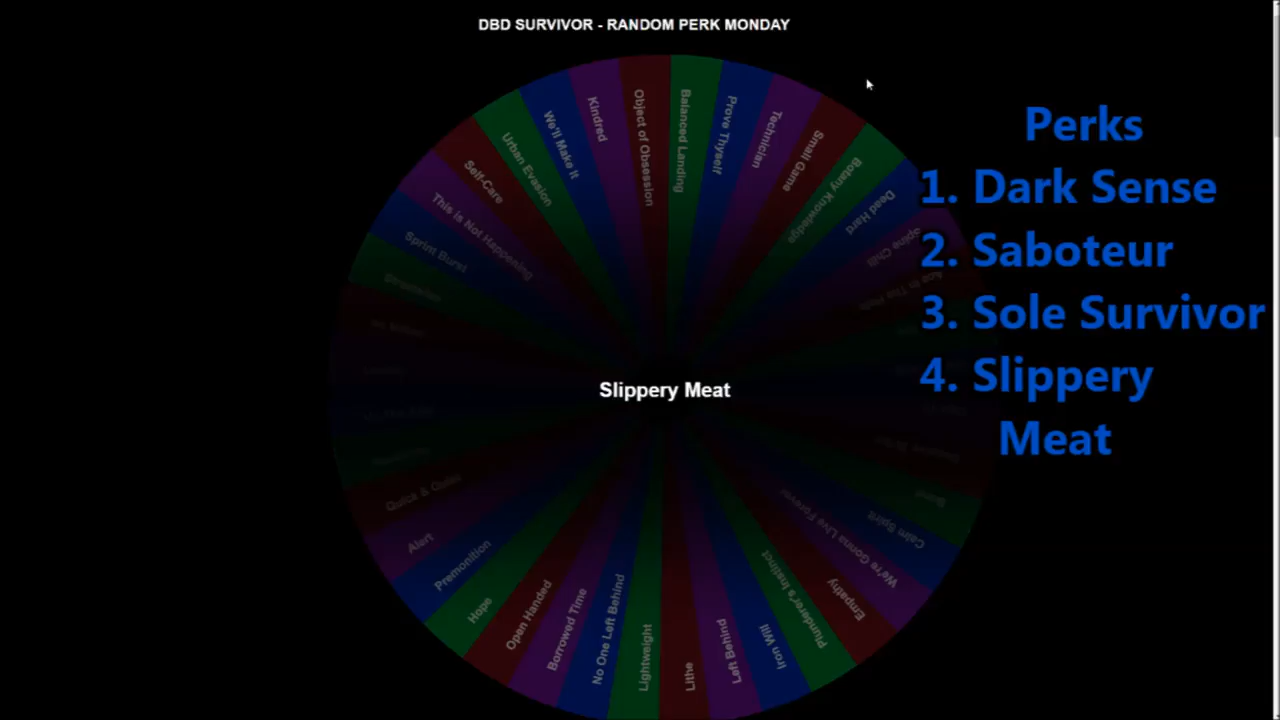 DBD SURVIVOR - RANDOM PERK MONDAY
Perks
1. Dark Sense
2. Saboteur
3. Sole Survivor
4. Slippery
Meat
Slippery Meat
Object of Obsession
Balanced Landing
Prove Thyself
Technician
Small Game
Botany Knowledge
Dead Hard
Spine Chill
Calm Spirit
We're Gonna Live Forever
Empathy
Plunderer's Instinct
Iron Will
Left Behind
Lithe
Lightweight
No One Left Behind
Borrowed Time
Open Handed
Hope
Premonition
Alert
Quick & Quiet
Sprint Burst
This is Not Happening
Self-Care
Urban Evasion
We'll Make It
Kindred